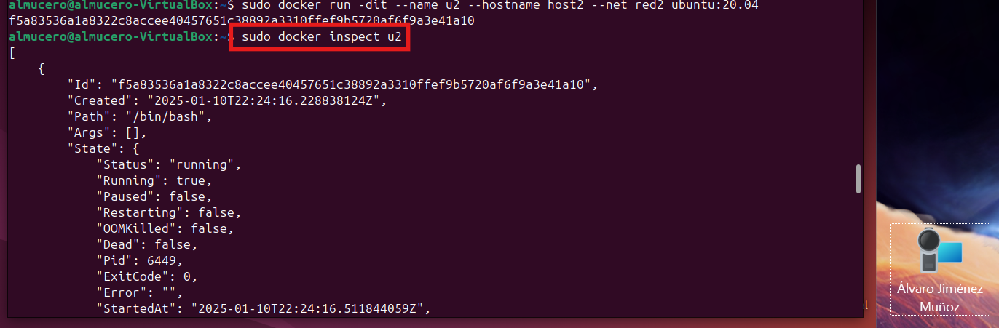 almucero@almucero-VirtualBox:~$ sudo docker run -dit --name u2 --hostname host2 --net red2 ubuntu:20.04
f5a83536a1a8322c8accee40457651c38892a3310ffef9b5720af6f9a3e41a10
almucero@almucero-VirtualBox:~$ sudo docker inspect u2
[
    {
        "Id": "f5a83536a1a8322c8accee40457651c38892a3310ffef9b5720af6f9a3e41a10",
        "Created": "2025-01-10T22:24:16.228838124Z",
        "Path": "/bin/bash",
        "Args": [],
        "State": {
            "Status": "running",
            "Running": true,
            "Paused": false,
            "Restarting": false,
            "OOMKilled": false,
            "Dead": false,
            "Pid": 6449,
            "ExitCode": 0,
            "Error": "",
            "StartedAt": "2025-01-10T22:24:16.511844059Z",
Álvaro Jiménez
Muñoz